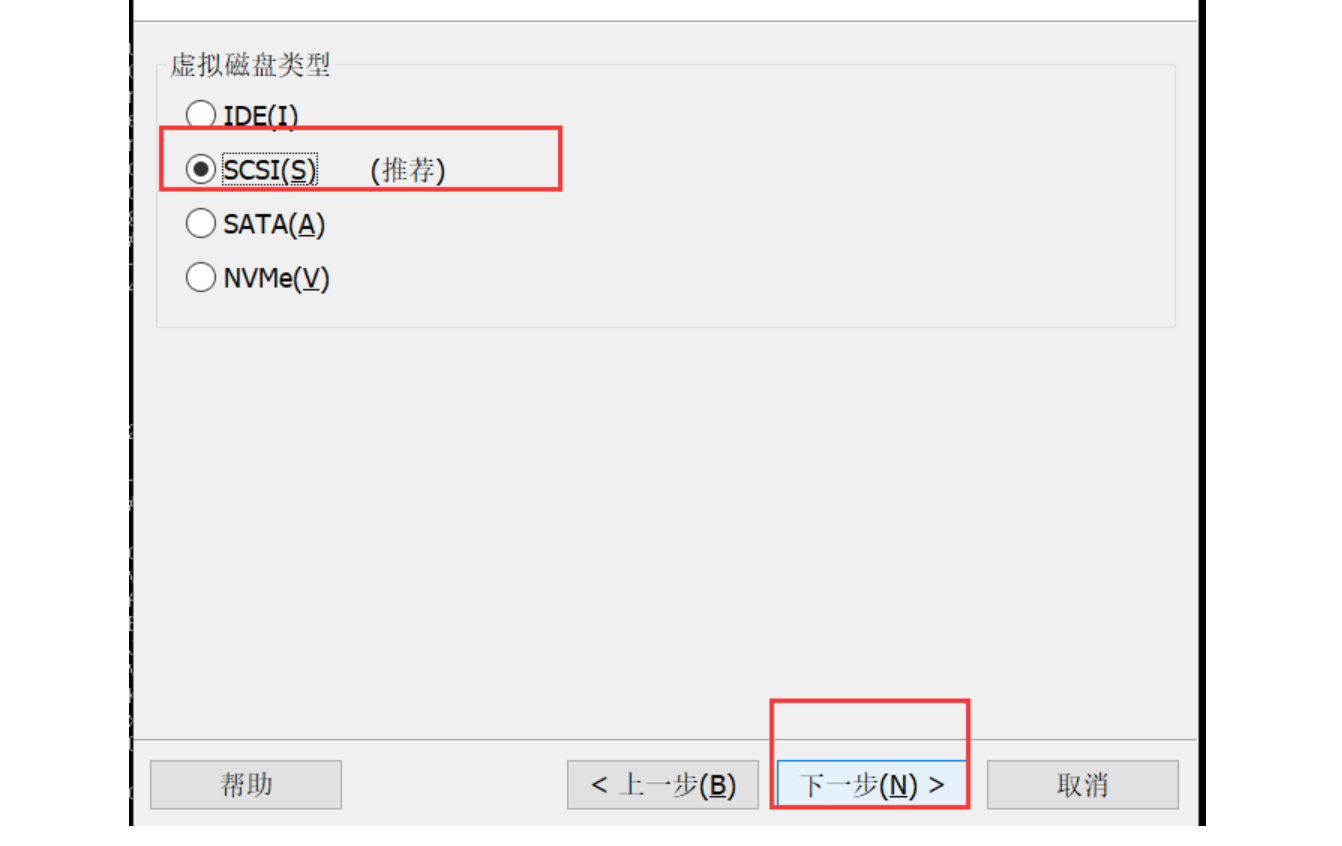 虚拟磁盘类型
IDE(I)
SCSI(S) (推荐)
SATA(A)
NVMe(V)
帮助 < 上一步(B) 下一步(N) > 取消